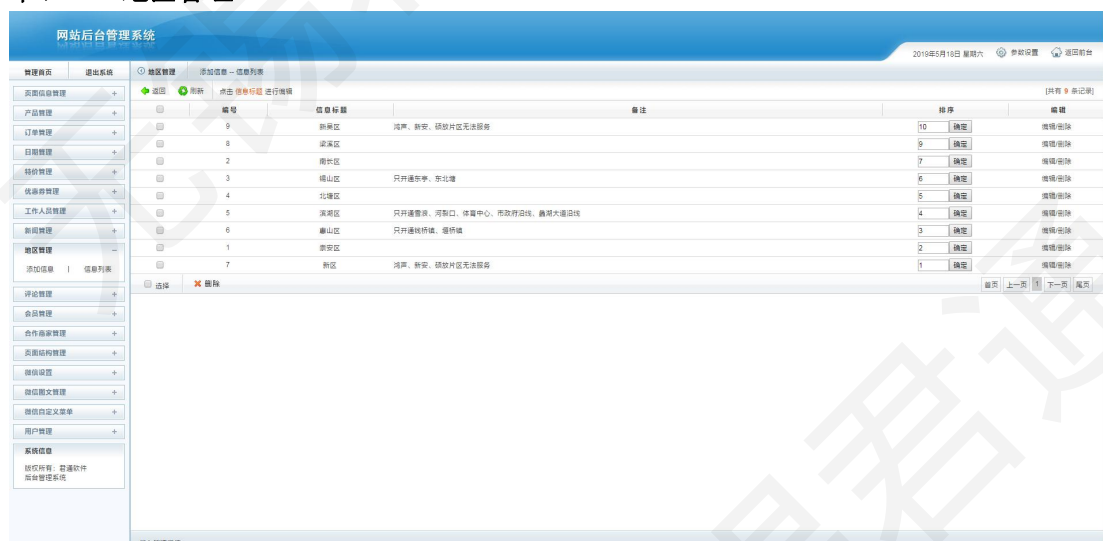 网站后台管理系统
2019年5月18日 星期六 参数设置 返回前台
管理首页 退出系统
地区管理 添加信息 – 信息列表
返回 刷新 点击 信息标题 进行编辑 [共有 9 条记录]
编号 信息标题 备注 排序 编辑
9 新吴区 鸿声、新安、硕放片区无法服务 10 确定 编辑/删除
8 梁溪区 9 确定 编辑/删除
2 南长区 7 确定 编辑/删除
3 锡山区 只开通东亭、东北塘 6 确定 编辑/删除
4 北塘区 5 确定 编辑/删除
5 滨湖区 只开通雪浪、河埒口、体育中心、市政府沿线、蠡湖大道沿线 4 确定 编辑/删除
6 惠山区 只开通钱桥镇、堰桥镇 3 确定 编辑/删除
1 崇安区 2 确定 编辑/删除
7 新区 鸿声、新安、硕放片区无法服务 1 确定 编辑/删除
选择 删除 首页 上一页 1 下一页 尾页
页面信息管理 +
产品管理 +
订单管理 +
日期管理 +
特价管理 +
优惠券管理 +
工作人员管理 +
新闻管理 +
地区管理 –
添加信息 | 信息列表
评论管理 +
会员管理 +
合作商家管理 +
页面结构管理 +
微信设置 +
微信图文管理 +
微信自定义菜单 +
用户管理 +
系统信息
版权所有：君通软件
后台管理系统